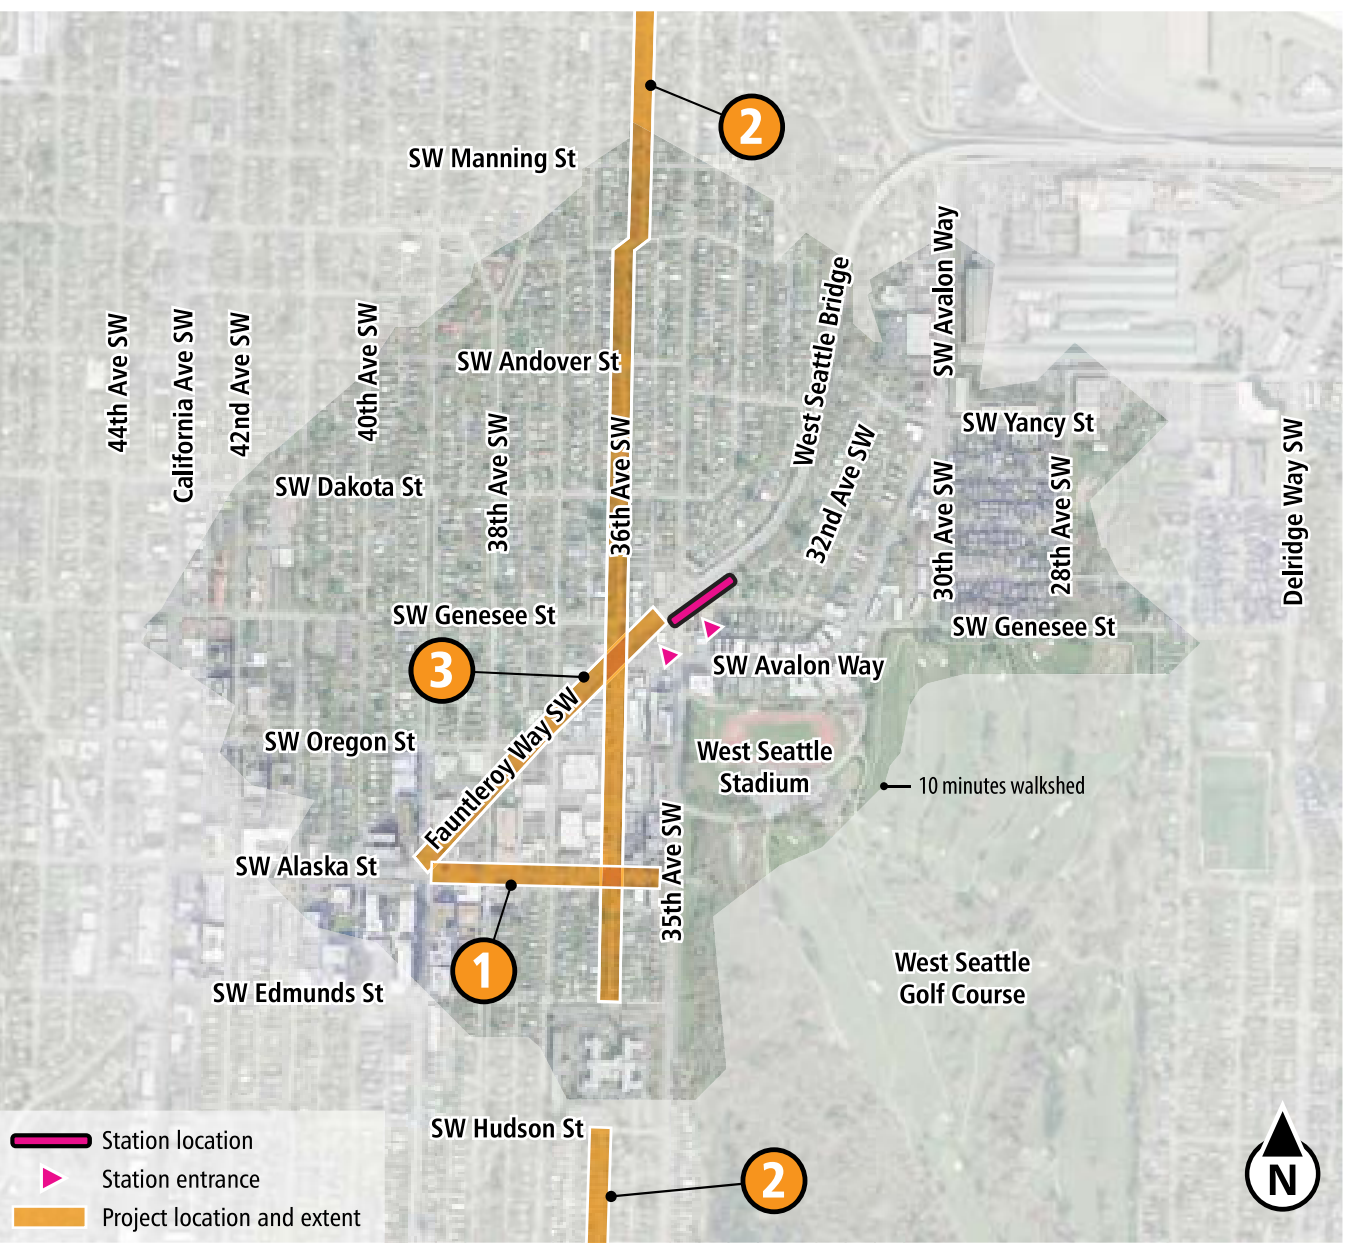 2
SW Manning St
SW Avalon Way
West Seattle Bridge
44th Ave SW
California Ave SW
42nd Ave SW
40th Ave SW
SW Andover St
38th Ave SW
36th Ave SW
32nd Ave SW
SW Yancy St
30th Ave SW
28th Ave SW
Delridge Way SW
SW Dakota St
SW Genesee St
SW Genesee St
3
SW Avalon Way
Fauntleroy Way SW
SW Oregon St
West Seattle
Stadium
10 minutes walkshed
35th Ave SW
SW Alaska St
1
West Seattle
Golf Course
SW Edmunds St
SW Hudson St
2
Station location
Station entrance
Project location and extent
N